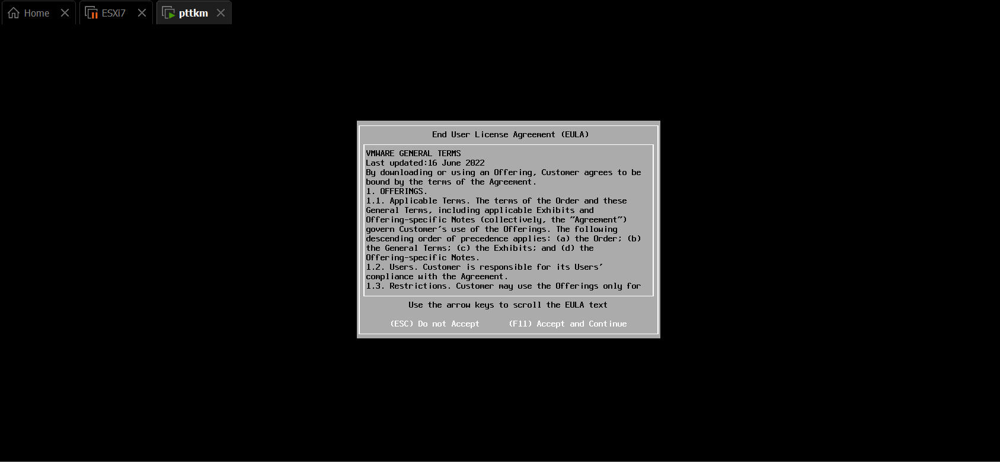 Home
ESXi7
pttkm
End User License Agreement (EULA)
VMWARE GENERAL TERMS
Last updated:16 June 2022
By downloading or using an Offering, Customer agrees to be
bound by the terms of the Agreement.
1. OFFERINGS.
1.1. Applicable Terms. The terms of the Order and these
General Terms, including applicable Exhibits and
Offering-specific Notes (collectively, the "Agreement")
govern Customer's use of the Offerings. The following
descending order of precedence applies: (a) the Order; (b)
the General Terms; (c) the Exhibits; and (d) the
Offering-specific Notes.
1.2. Users. Customer is responsible for its Users'
compliance with the Agreement.
1.3. Restrictions. Customer may use the Offerings only for
Use the arrow keys to scroll the EULA text
(ESC) Do not Accept (F11) Accept and Continue